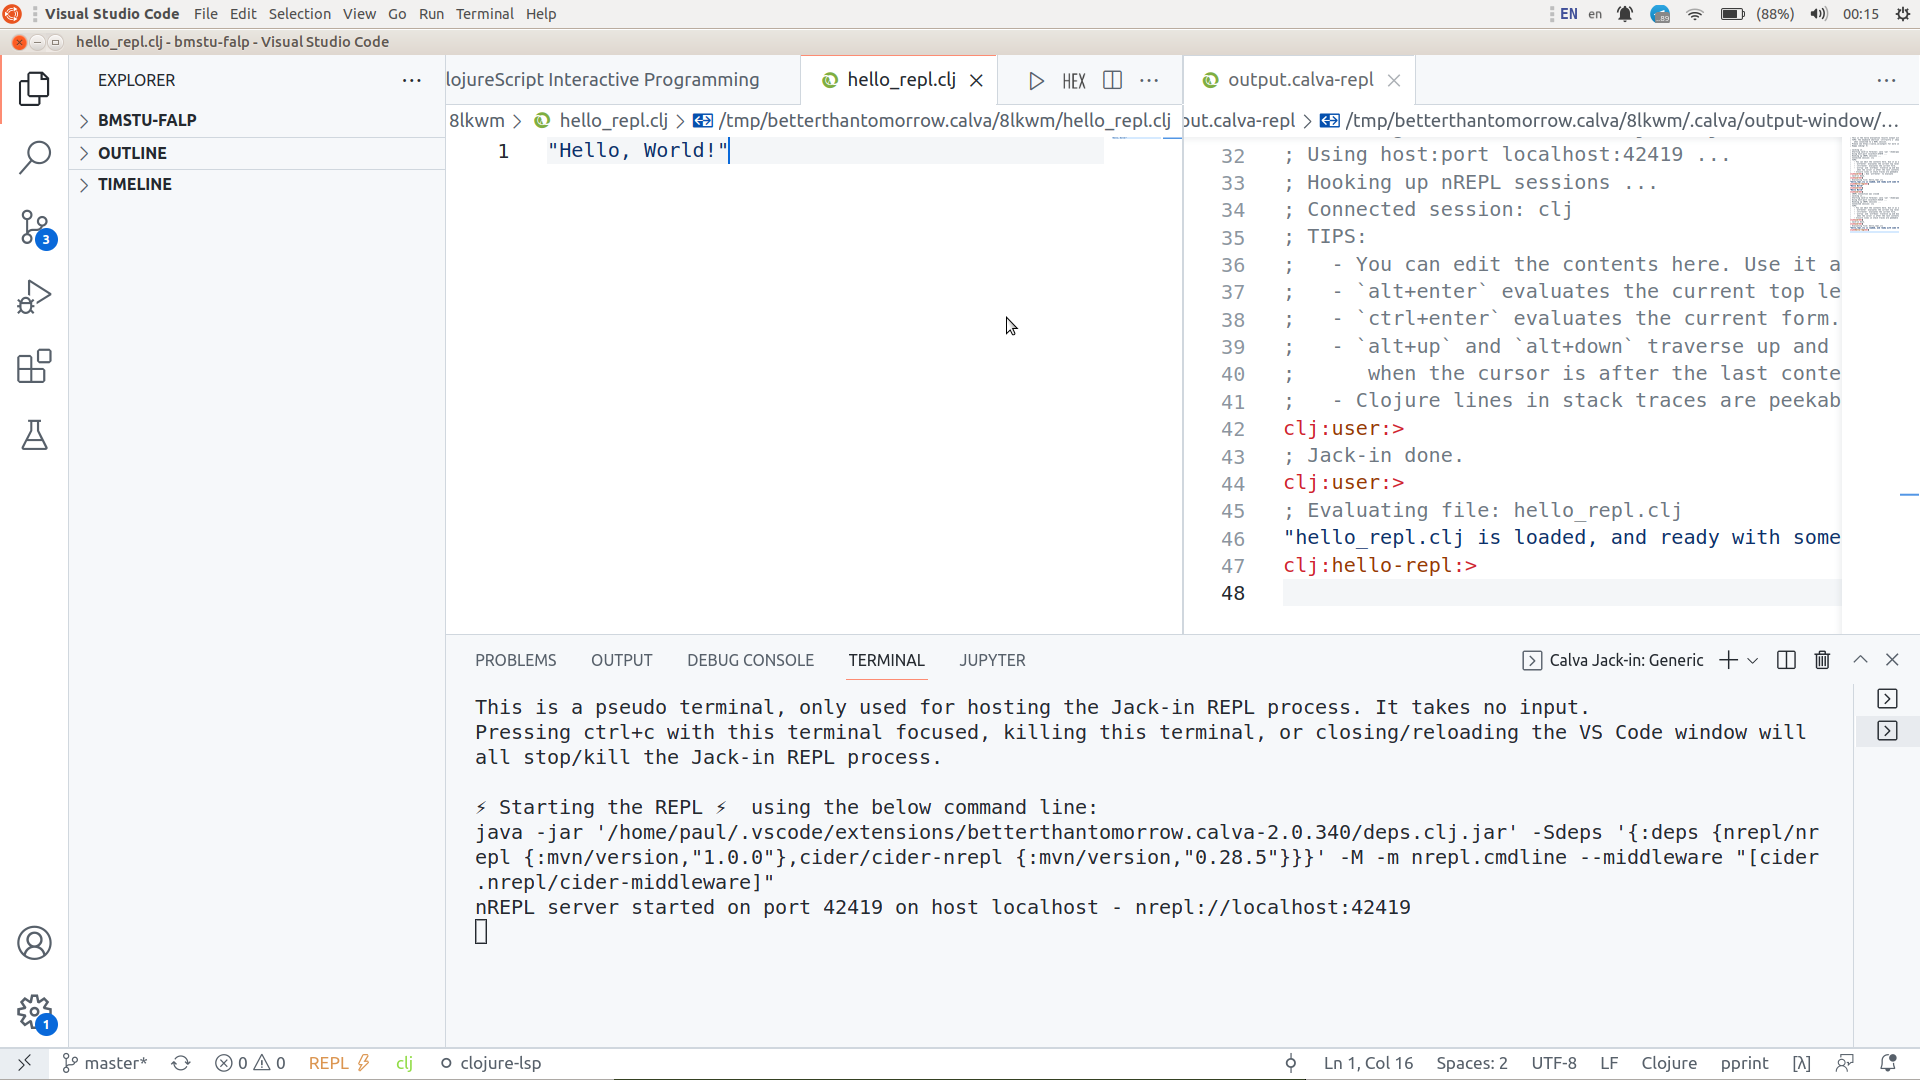 Visual Studio Code File Edit Selection View Go Run Terminal Help EN en 89 (88%) 00:15
hello_repl.clj - bmstu-falp - Visual Studio Code
EXPLORER
BMSTU-FALP
OUTLINE
TIMELINE
3
1
lojureScript Interactive Programming hello_repl.clj HEX
8lkwm > hello_repl.clj > /tmp/betterthantomorrow.calva/8lkwm/hello_repl.clj
1 "Hello, World!"
output.calva-repl
put.calva-repl > /tmp/betterthantomorrow.calva/8lkwm/.calva/output-window/...
32 ; Using host:port localhost:42419 ...
33 ; Hooking up nREPL sessions ...
34 ; Connected session: clj
35 ; TIPS:
36 ;   - You can edit the contents here. Use it a
37 ;   - `alt+enter` evaluates the current top le
38 ;   - `ctrl+enter` evaluates the current form.
39 ;   - `alt+up` and `alt+down` traverse up and
40 ;      when the cursor is after the last conte
41 ;   - Clojure lines in stack traces are peekab
42 clj:user:>
43 ; Jack-in done.
44 clj:user:>
45 ; Evaluating file: hello_repl.clj
46 "hello_repl.clj is loaded, and ready with some
47 clj:hello-repl:>
48
PROBLEMS OUTPUT DEBUG CONSOLE TERMINAL JUPYTER Calva Jack-in: Generic
This is a pseudo terminal, only used for hosting the Jack-in REPL process. It takes no input.
Pressing ctrl+c with this terminal focused, killing this terminal, or closing/reloading the VS Code window will
all stop/kill the Jack-in REPL process.
⚡ Starting the REPL ⚡ using the below command line:
java -jar '/home/paul/.vscode/extensions/betterthantomorrow.calva-2.0.340/deps.clj.jar' -Sdeps '{:deps {nrepl/nr
epl {:mvn/version,"1.0.0"},cider/cider-nrepl {:mvn/version,"0.28.5"}}}' -M -m nrepl.cmdline --middleware "[cider
.nrepl/cider-middleware]"
nREPL server started on port 42419 on host localhost - nrepl://localhost:42419
master* 0 0 REPL ⚡ clj clojure-lsp Ln 1, Col 16 Spaces: 2 UTF-8 LF Clojure pprint [λ]